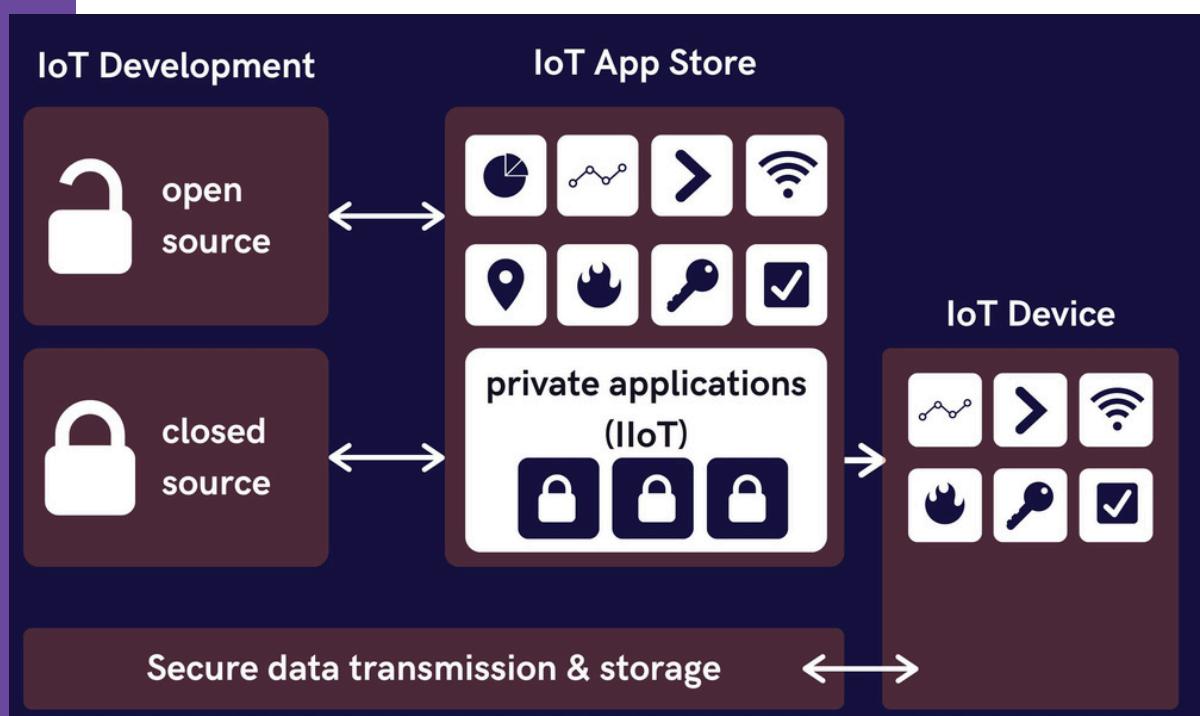 IoT Development
IoT App Store
open
source
closed
source
private applications
(IIoT)
IoT Device
Secure data transmission & storage